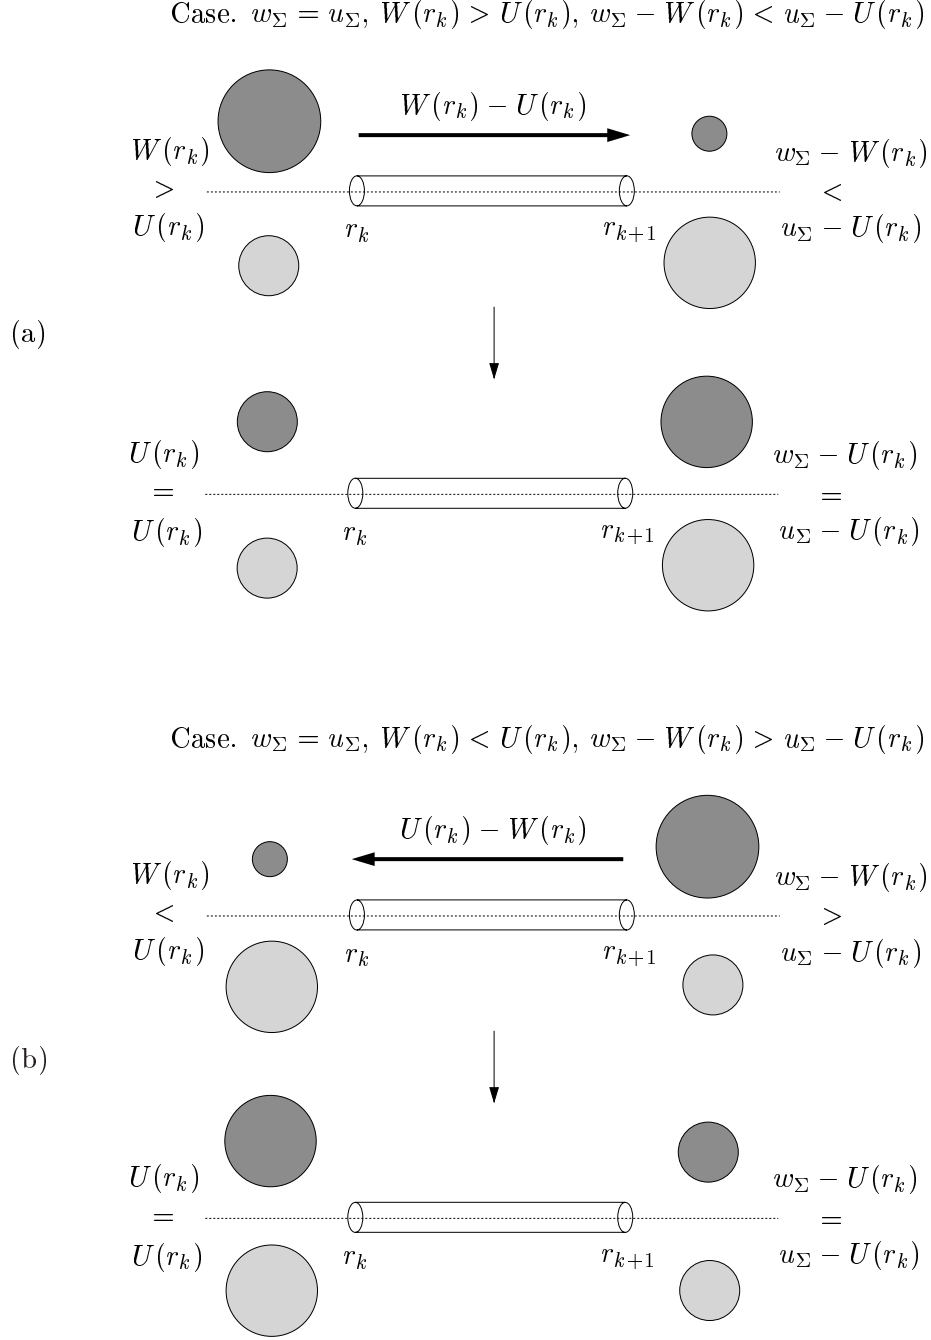 Case. w_Σ = u_Σ, W(r_k) > U(r_k), w_Σ − W(r_k) < u_Σ − U(r_k)
W(r_k) − U(r_k)
W(r_k) w_Σ − W(r_k)
> <
U(r_k) r_k r_{k+1} u_Σ − U(r_k)
(a)
U(r_k) w_Σ − U(r_k)
= =
U(r_k) r_k r_{k+1} u_Σ − U(r_k)
Case. w_Σ = u_Σ, W(r_k) < U(r_k), w_Σ − W(r_k) > u_Σ − U(r_k)
U(r_k) − W(r_k)
W(r_k) w_Σ − W(r_k)
< >
U(r_k) r_k r_{k+1} u_Σ − U(r_k)
(b)
U(r_k) w_Σ − U(r_k)
= =
U(r_k) r_k r_{k+1} u_Σ − U(r_k)